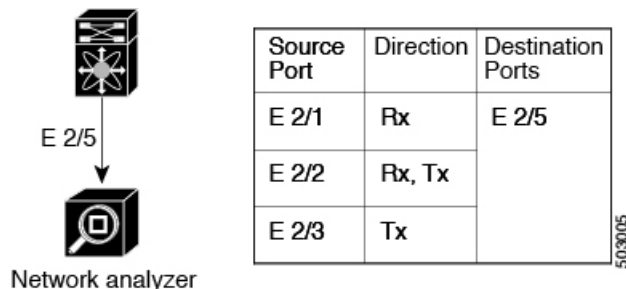 E 2/5
Network analyzer
Source Port Direction Destination Ports
E 2/1 Rx E 2/5
E 2/2 Rx, Tx
E 2/3 Tx
503005